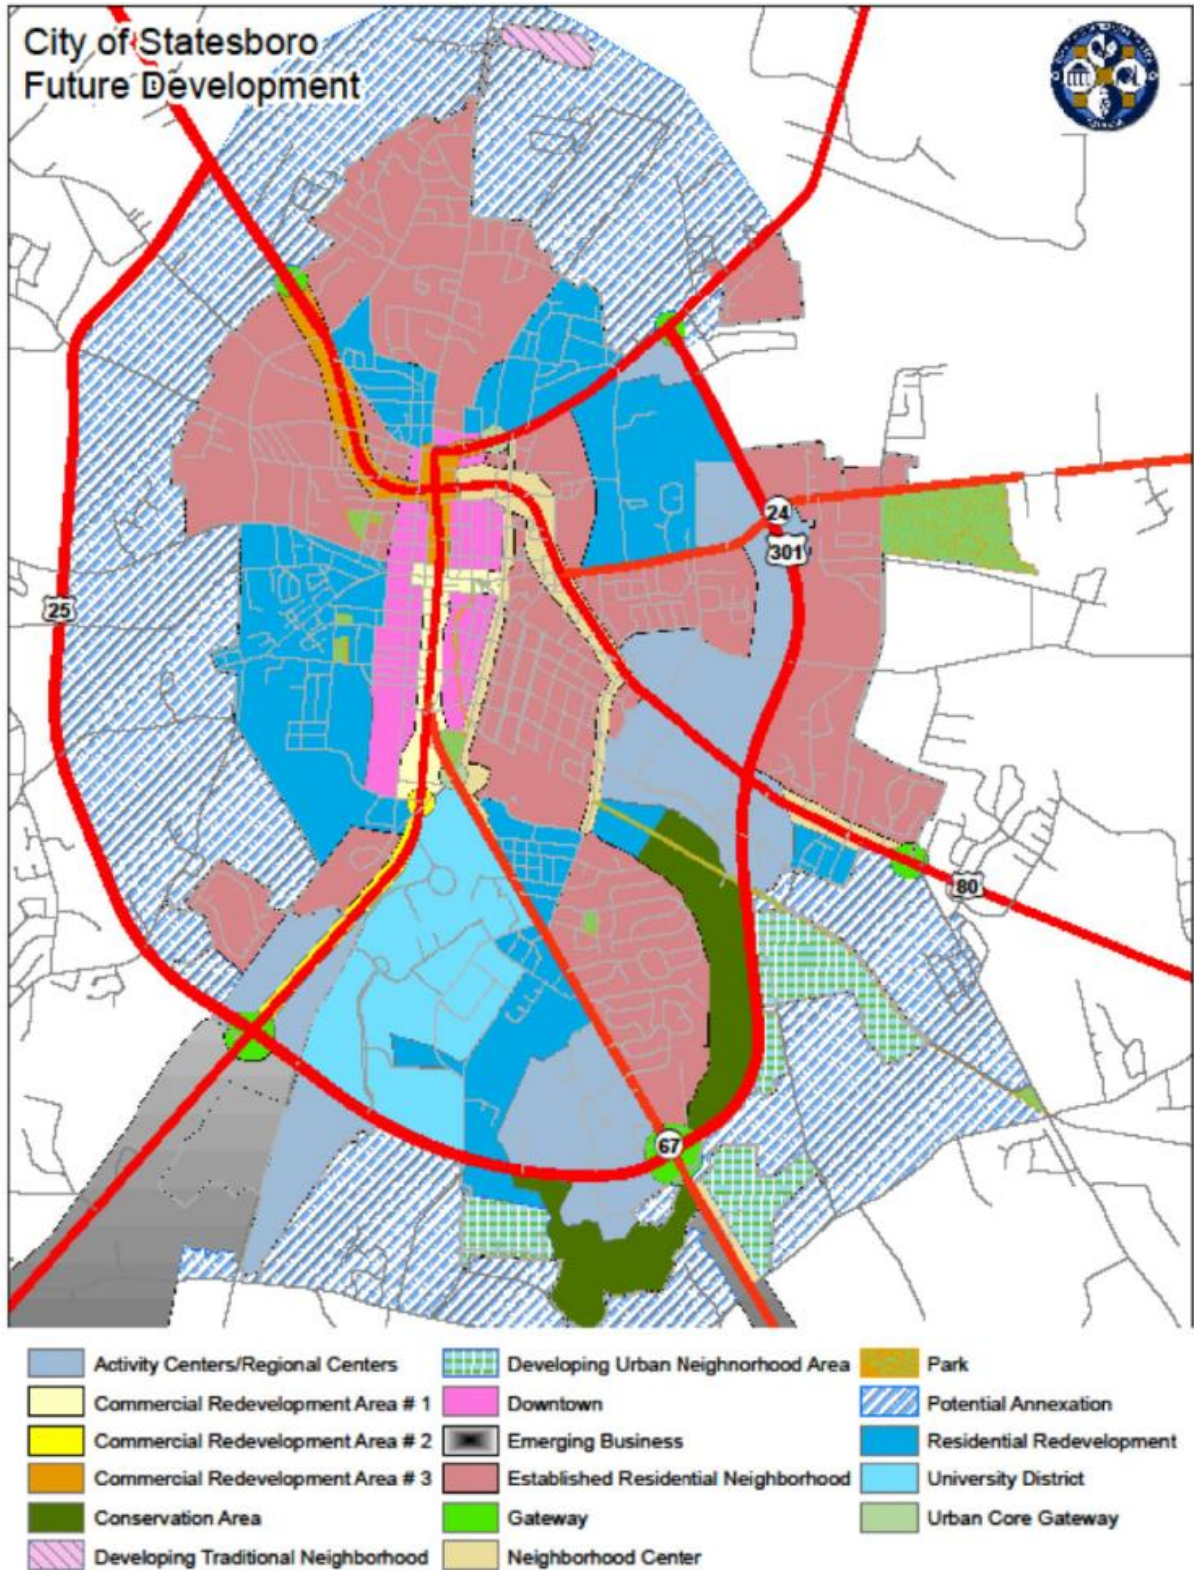 City of Statesboro
Future Development
24
301
25
80
67
Activity Centers/Regional Centers
Commercial Redevelopment Area # 1
Commercial Redevelopment Area # 2
Commercial Redevelopment Area # 3
Conservation Area
Developing Traditional Neighborhood
Developing Urban Neighnorhood Area
Downtown
Emerging Business
Established Residential Neighborhood
Gateway
Neighborhood Center
Park
Potential Annexation
Residential Redevelopment
University District
Urban Core Gateway